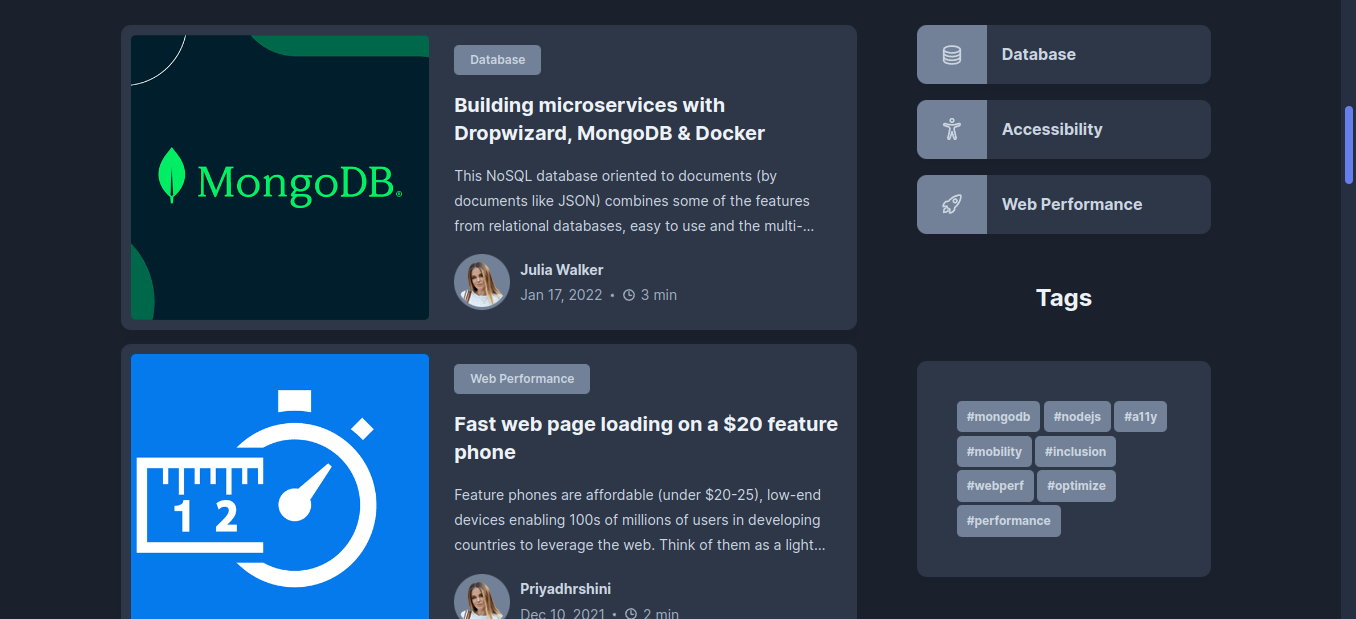 MongoDB®
Database
Building microservices with
Dropwizard, MongoDB & Docker
This NoSQL database oriented to documents (by
documents like JSON) combines some of the features
from relational databases, easy to use and the multi-...
Julia Walker
Jan 17, 2022 • 3 min
1 2
Web Performance
Fast web page loading on a $20 feature
phone
Feature phones are affordable (under $20-25), low-end
devices enabling 100s of millions of users in developing
countries to leverage the web. Think of them as a light...
Priyadhrshini
Dec 10, 2021 • 2 min
Database
Accessibility
Web Performance
Tags
#mongodb #nodejs #a11y
#mobility #inclusion
#webperf #optimize
#performance